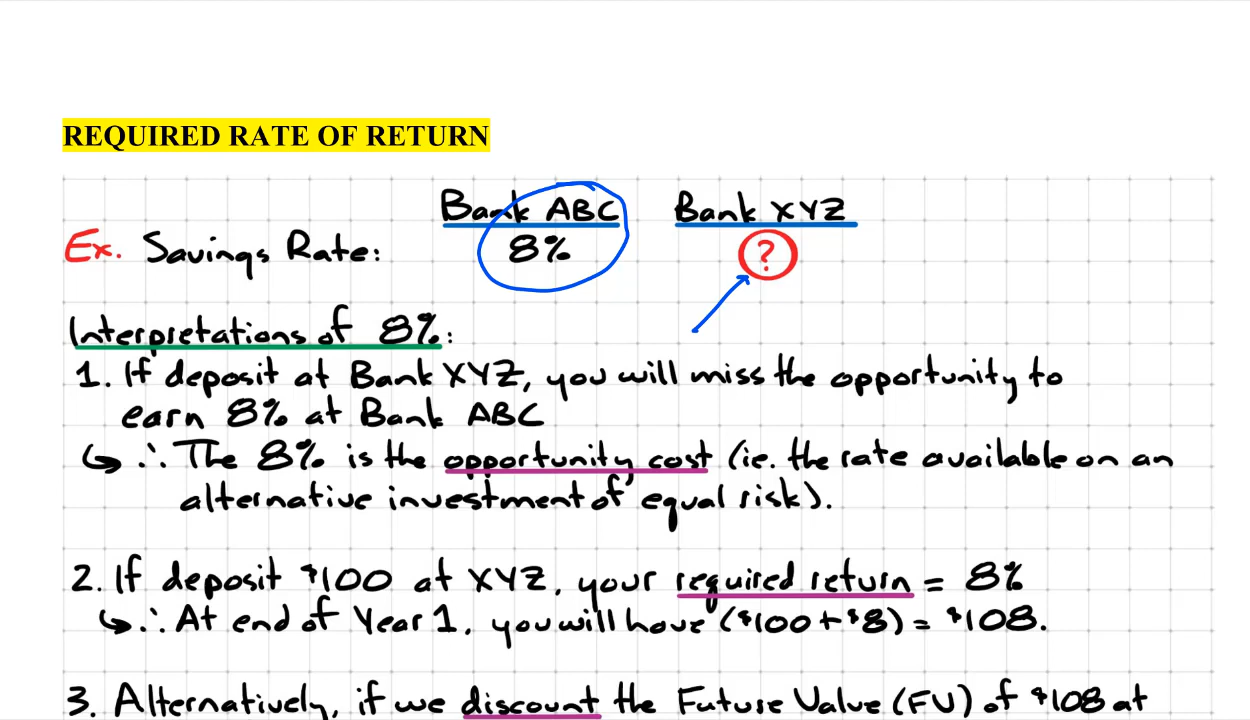 REQUIRED RATE OF RETURN
Bank ABC Bank XYZ
Ex. Savings Rate: 8% ?
Interpretations of 8%:
1. If deposit at Bank XYZ, you will miss the opportunity to
earn 8% at Bank ABC
↳ ∴ The 8% is the opportunity cost (ie. the rate available on an
alternative investment of equal risk).
2. If deposit $100 at XYZ, your required return = 8%
↳ ∴ At end of Year 1, you will have ($100 + $8) = $108.
3. Alternatively, if we discount the Future Value (FV) of $108 at